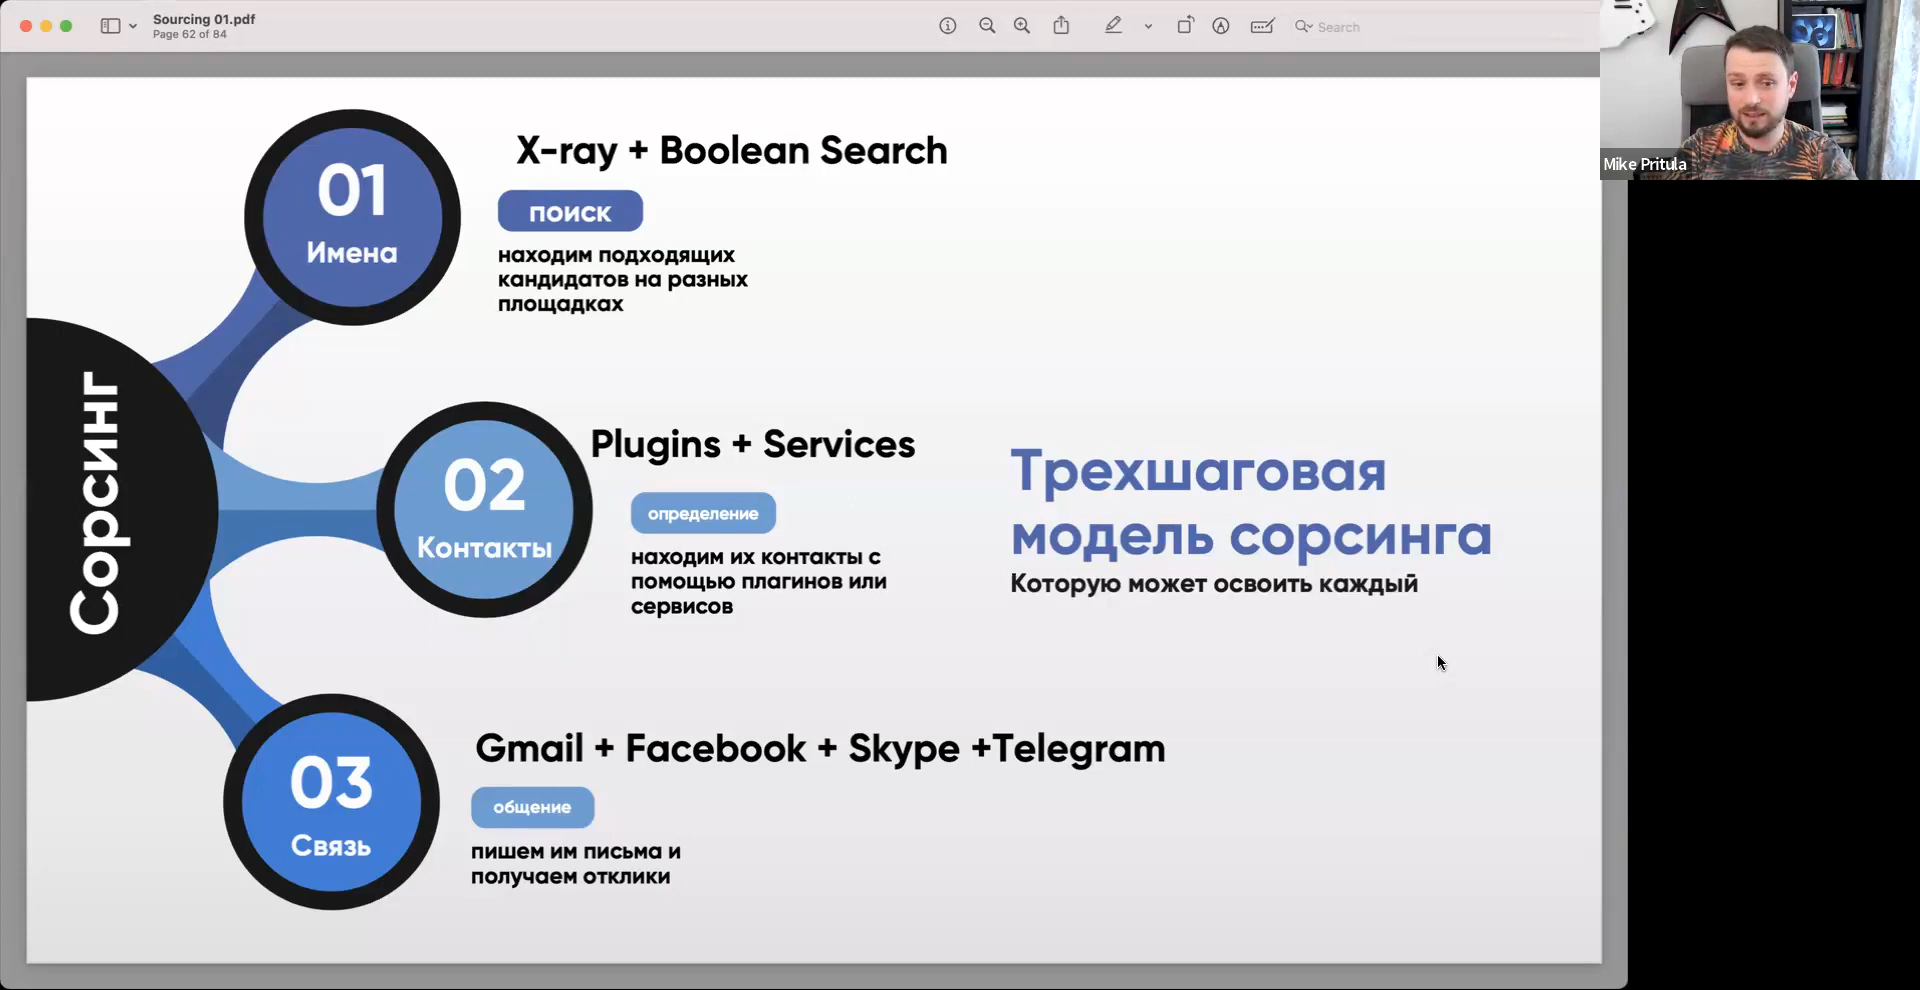 Sourcing 01.pdf
Page 62 of 84
Search
Mike Pritula
Сорсинг
01
Имена
X-ray + Boolean Search
поиск
находим подходящих
кандидатов на разных
площадках
02
Контакты
Plugins + Services
определение
находим их контакты с
помощью плагинов или
сервисов
Трехшаговая
модель сорсинга
Которую может освоить каждый
03
Связь
Gmail + Facebook + Skype +Telegram
общение
пишем им письма и
получаем отклики